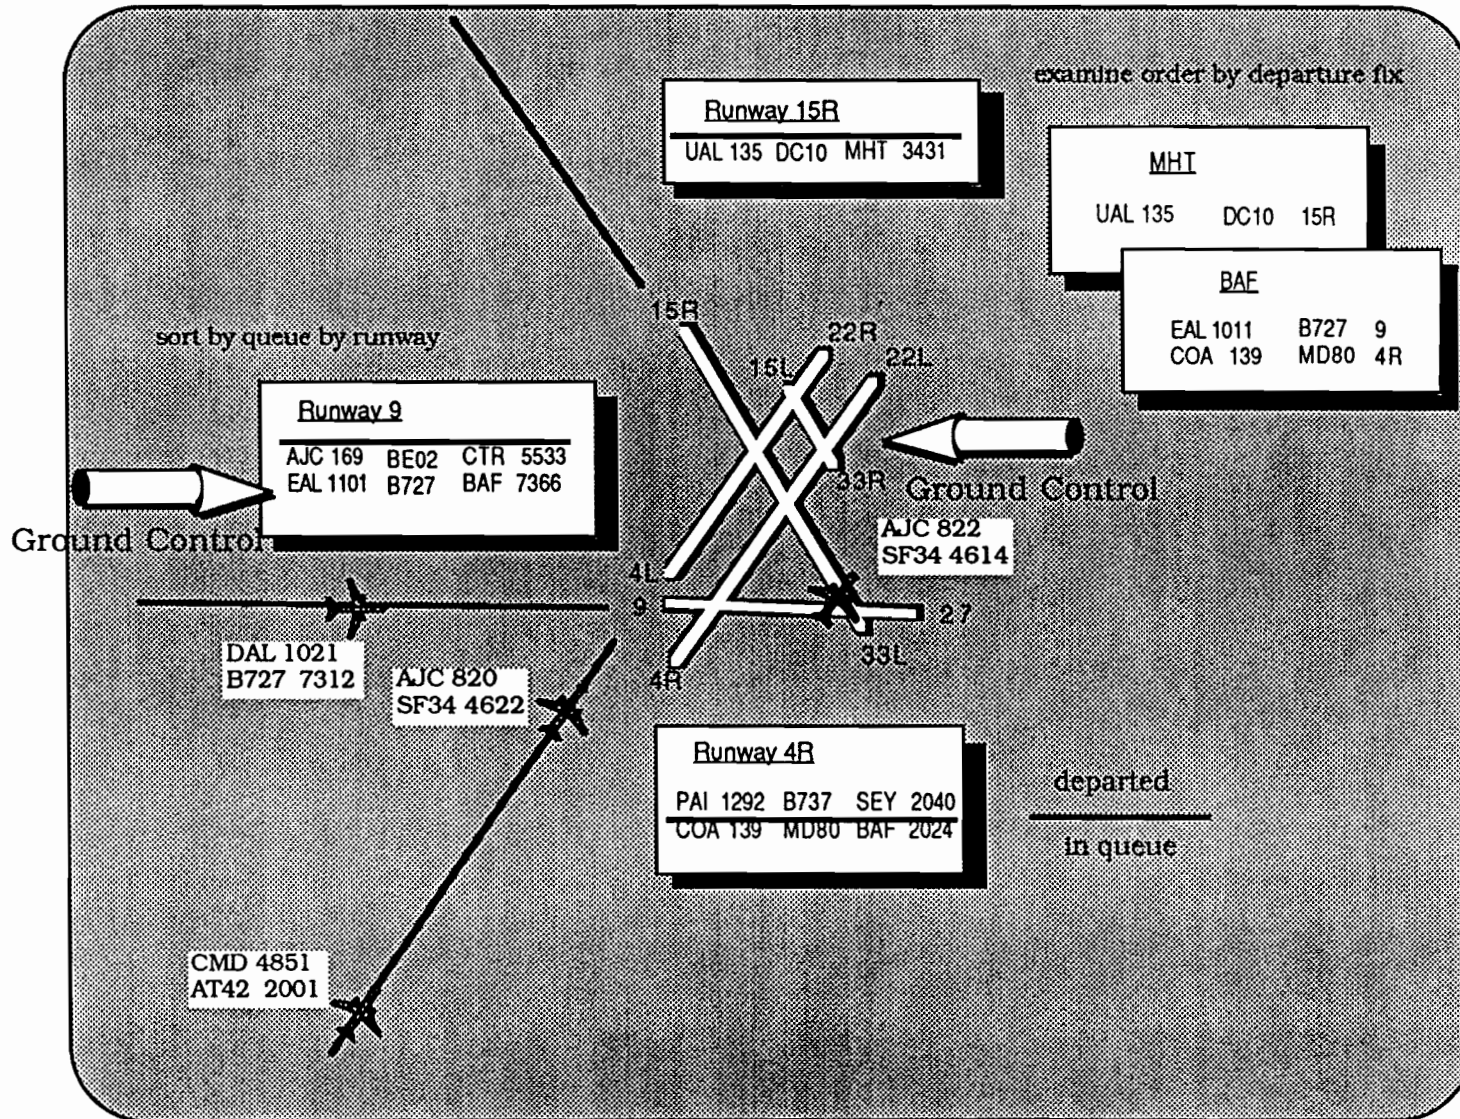 examine order by departure fix
Runway 15R
UAL 135 DC10 MHT 3431
MHT
UAL 135 DC10 15R
BAF
EAL 1011 B727 9
COA 139 MD80 4R
sort by queue by runway
15R
22R
15L
22L
Runway 9
AJC 169 BE02 CTR 5533
EAL 1101 B727 BAF 7366
Ground Control
33R
Ground Control
AJC 822
SF34 4614
4L
9
27
33L
4R
DAL 1021
B727 7312
AJC 820
SF34 4622
Runway 4R
PAI 1292 B737 SEY 2040
COA 139 MD80 BAF 2024
departed
in queue
CMD 4851
AT42 2001